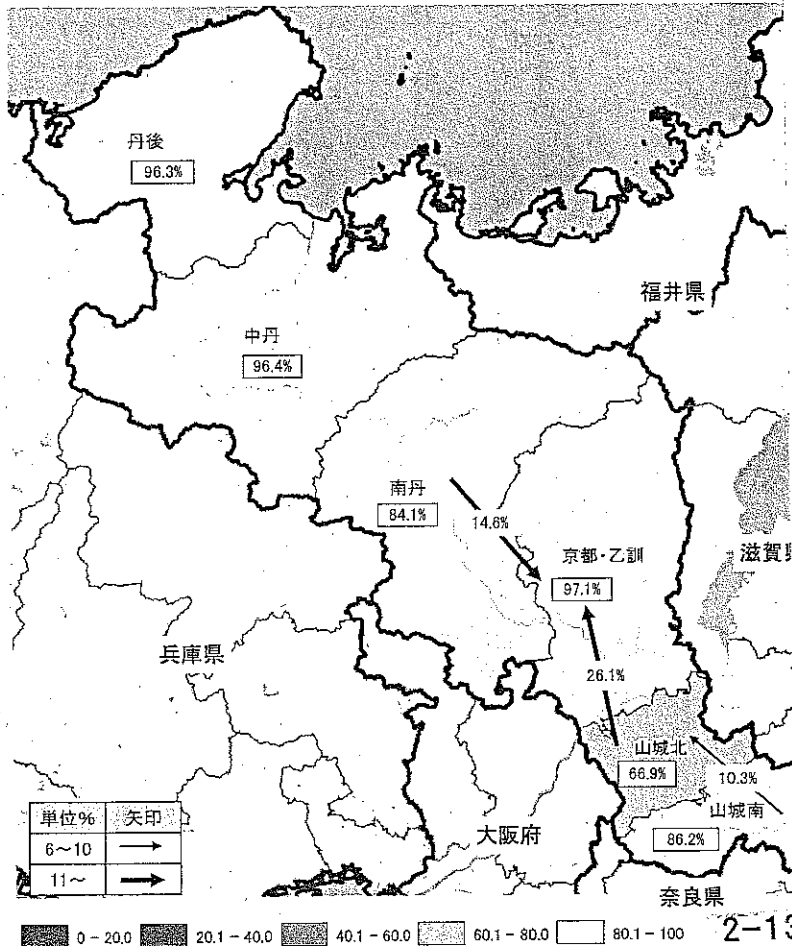 丹後
96.3%
福井県
中丹
96.4%
南丹
84.1%
14.6%
京都・乙訓
97.1%
滋賀県
兵庫県
26.1%
山城北
66.9%
10.3%
山城南
86.2%
大阪府
奈良県
単位% 矢印
6～10
11～
0 - 20.0 20.1 - 40.0 40.1 - 60.0 60.1 - 80.0 80.1 - 100
2-13